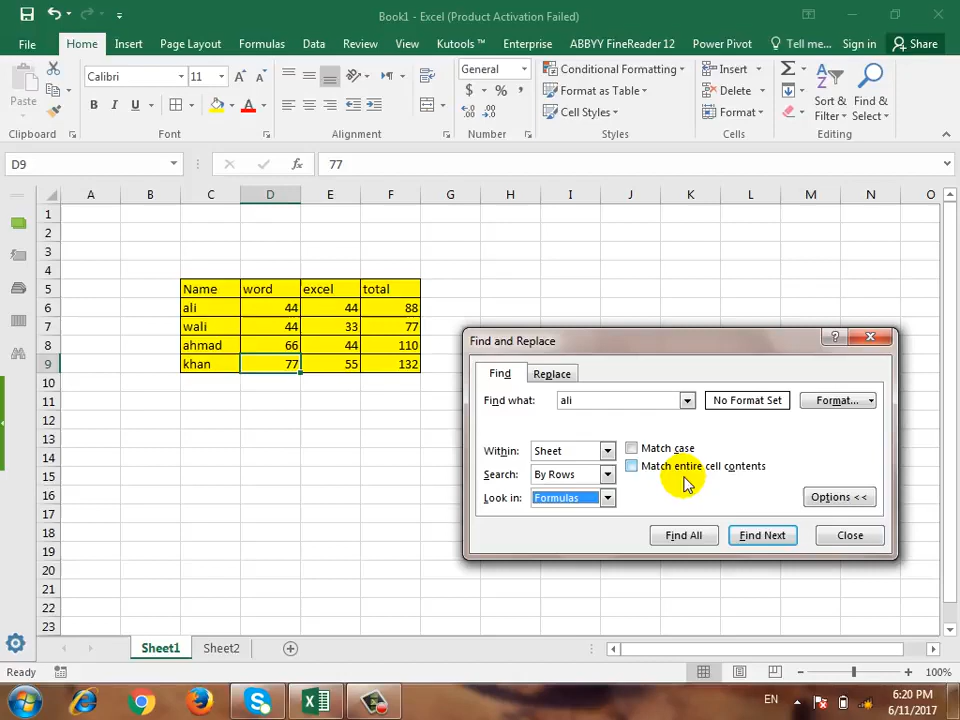 Book1 - Excel (Product Activation Failed)
File Home Insert Page Layout Formulas Data Review View Kutools ™ Enterprise ABBYY FineReader 12 Power Pivot Tell me... Sign in Share
Paste
Calibri 11
B I U
A A
General
$ % ,
Conditional Formatting
Format as Table
Cell Styles
Insert
Delete
Format
Sort & Filter
Find & Select
Clipboard Font Alignment Number Styles Cells Editing
D9 fx 77
A B C D E F G H I J K L M N O
1
2
3
4
5 Name word excel total
6 ali 44 44 88
7 wali 44 33 77
8 ahmad 66 44 110
9 khan 77 55 132
10
11
12
13
14
15
16
17
18
19
20
21
22
23
Find and Replace
Find Replace
Find what: ali No Format Set Format...
Within: Sheet Match case
Search: By Rows Match entire cell contents
Look in: Formulas Options <<
Find All Find Next Close
Sheet1 Sheet2
Ready 100%
EN 6:20 PM
6/11/2017